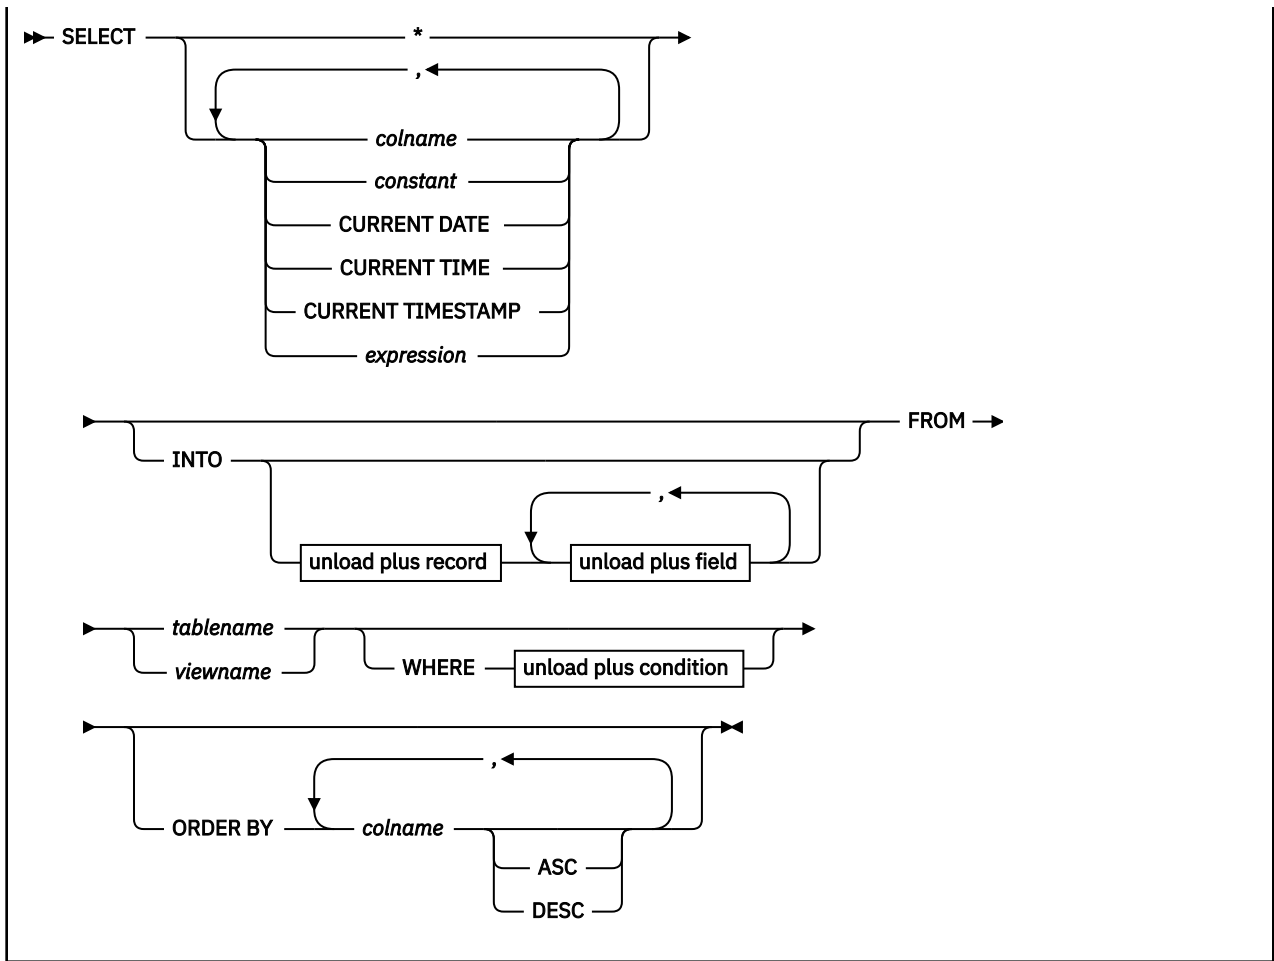 SELECT *
,
colname
constant
CURRENT DATE
CURRENT TIME
CURRENT TIMESTAMP
expression
FROM
INTO
,
unload plus record unload plus field
tablename
viewname WHERE unload plus condition
,
ORDER BY colname
ASC
DESC